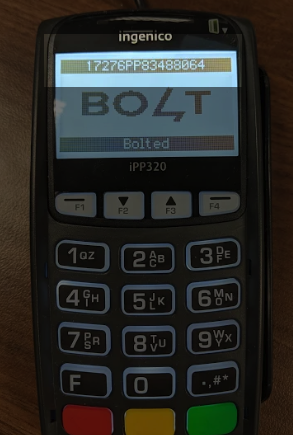 ingenico
17276PP83488064
BOLT
Bolted
iPP320
F1 F2 F3 F4
1QZ 2ABC 3DEF
4GHI 5JKL 6MNO
7PRS 8TUV 9WXY
F 0 .,#*